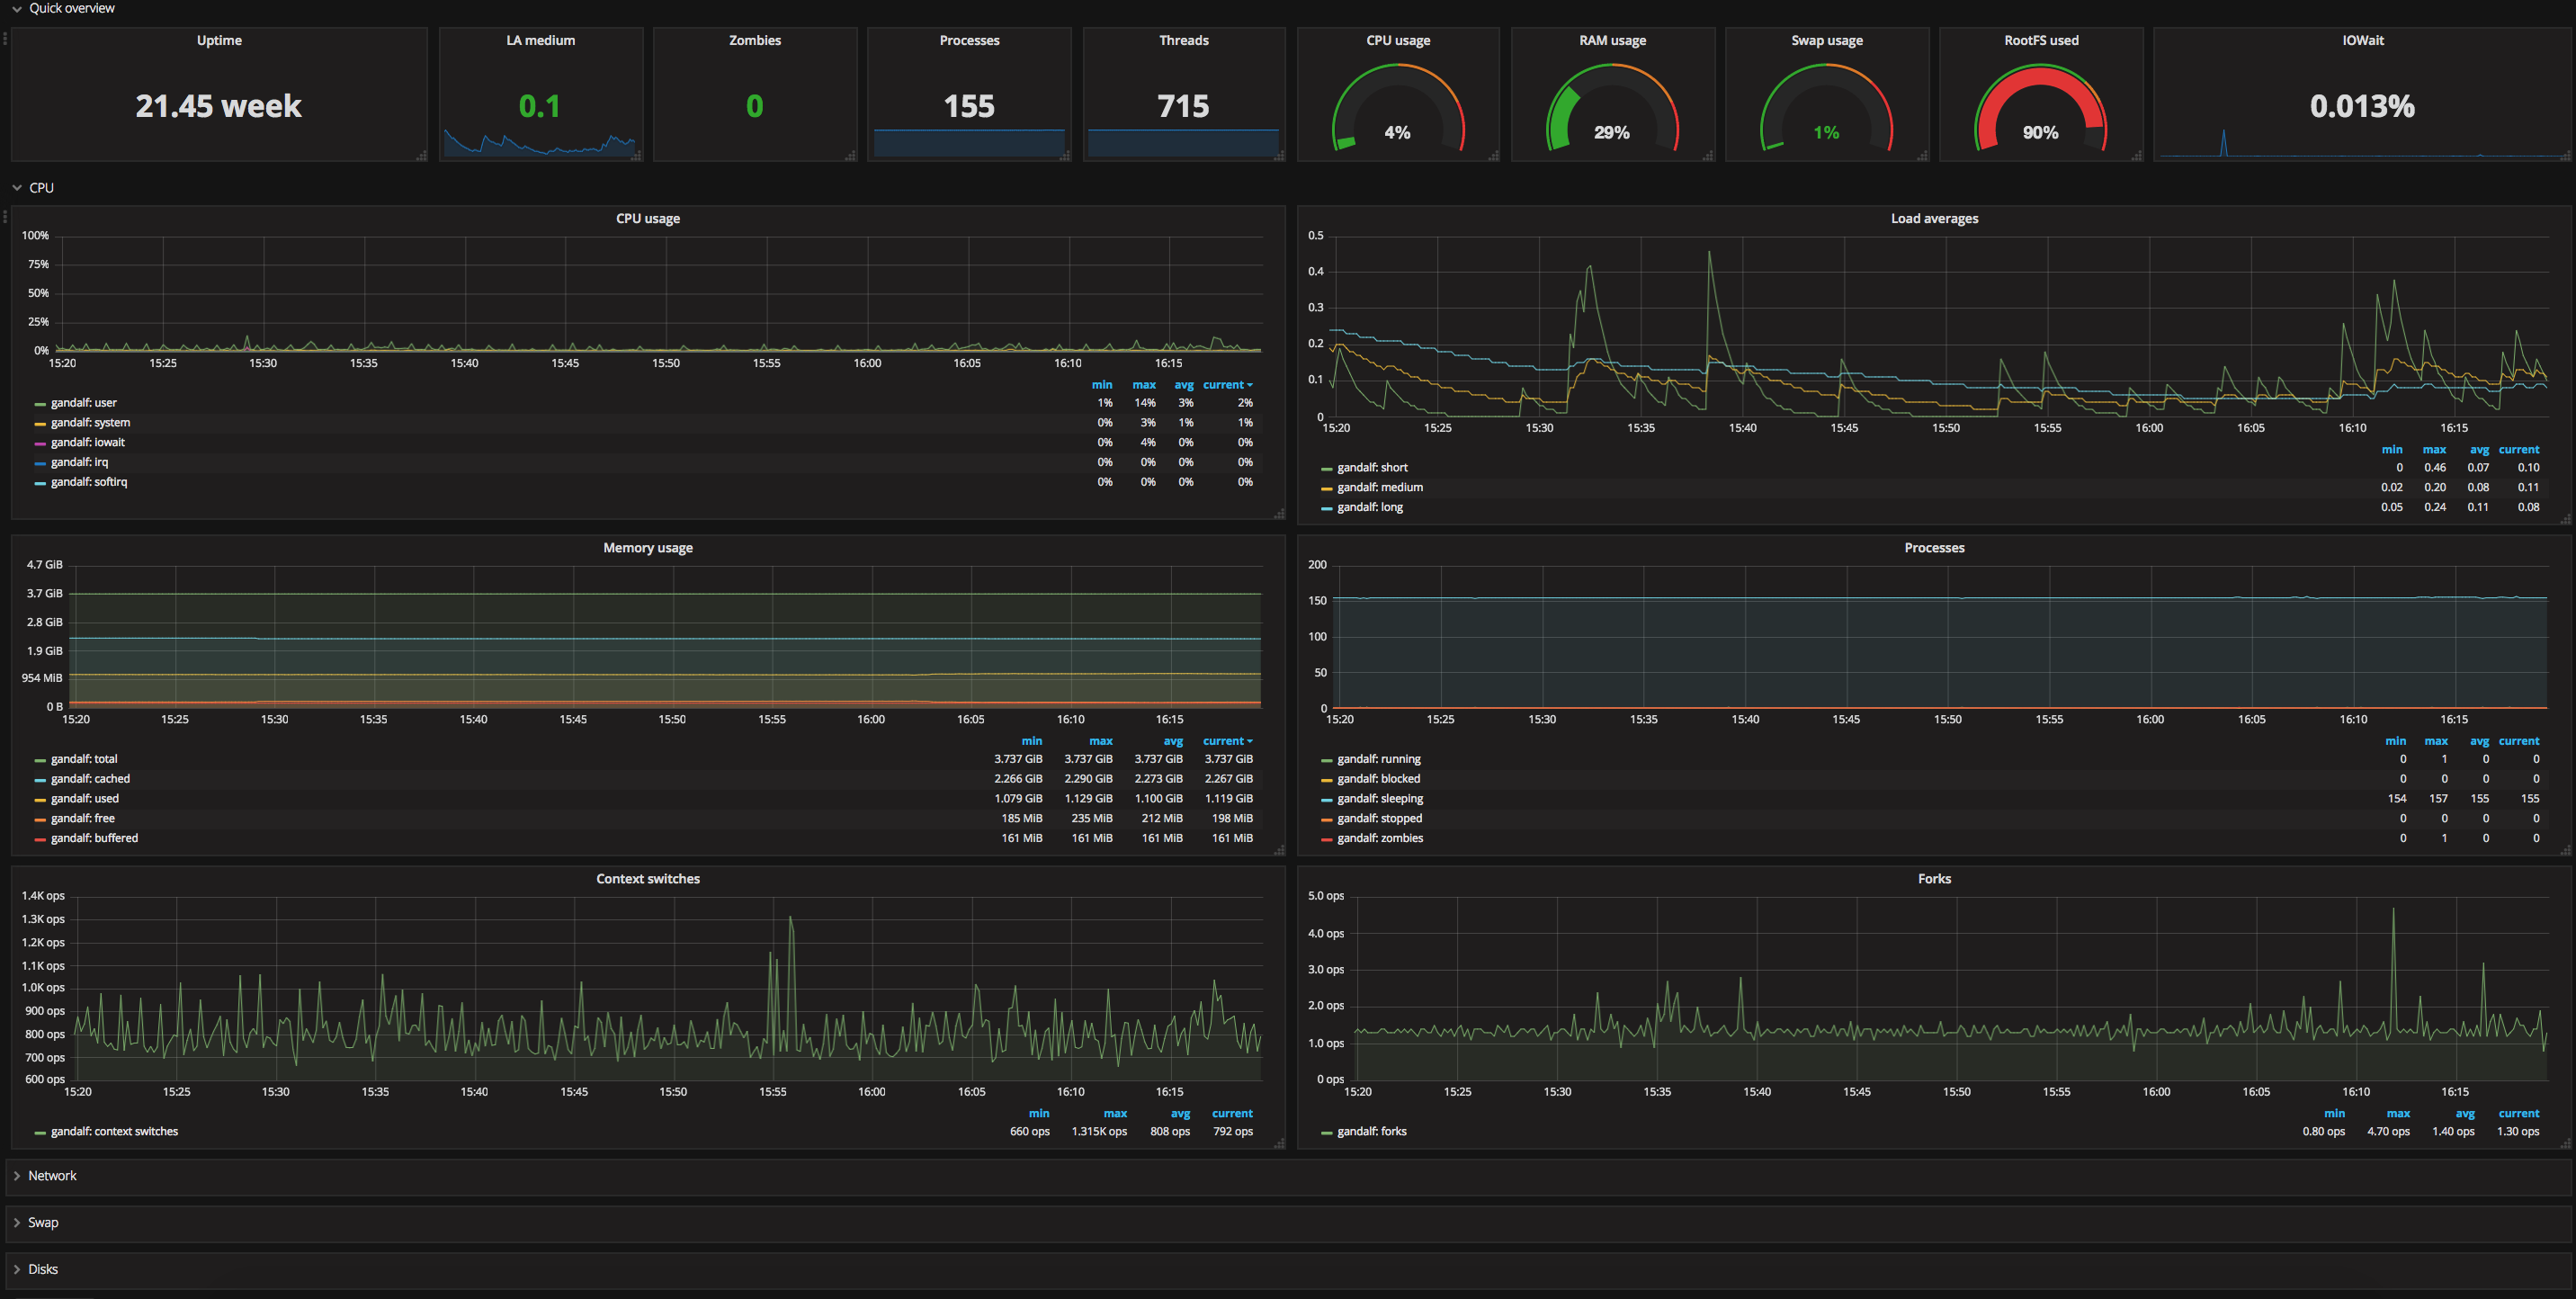 Quick overview
Uptime LA medium Zombies Processes Threads CPU usage RAM usage Swap usage RootFS used IOWait
21.45 week 0.1 0 155 715 4% 29% 1% 90% 0.013%
CPU
CPU usage
100%
75%
50%
25%
0%
15:20 15:25 15:30 15:35 15:40 15:45 15:50 15:55 16:00 16:05 16:10 16:15
min max avg current
gandalf: user 1% 14% 3% 2%
gandalf: system 0% 3% 1% 1%
gandalf: iowait 0% 4% 0% 0%
gandalf: irq 0% 0% 0% 0%
gandalf: softirq 0% 0% 0% 0%
Load averages
0.5
0.4
0.3
0.2
0.1
0
15:20 15:25 15:30 15:35 15:40 15:45 15:50 15:55 16:00 16:05 16:10 16:15
min max avg current
gandalf: short 0 0.46 0.07 0.10
gandalf: medium 0.02 0.20 0.08 0.11
gandalf: long 0.05 0.24 0.11 0.08
Memory usage
4.7 GiB
3.7 GiB
2.8 GiB
1.9 GiB
954 MiB
0 B
15:20 15:25 15:30 15:35 15:40 15:45 15:50 15:55 16:00 16:05 16:10 16:15
min max avg current
gandalf: total 3.737 GiB 3.737 GiB 3.737 GiB 3.737 GiB
gandalf: cached 2.266 GiB 2.290 GiB 2.273 GiB 2.267 GiB
gandalf: used 1.079 GiB 1.129 GiB 1.100 GiB 1.119 GiB
gandalf: free 185 MiB 235 MiB 212 MiB 198 MiB
gandalf: buffered 161 MiB 161 MiB 161 MiB 161 MiB
Processes
200
150
100
50
0
15:20 15:25 15:30 15:35 15:40 15:45 15:50 15:55 16:00 16:05 16:10 16:15
min max avg current
gandalf: running 0 1 0 0
gandalf: blocked 0 0 0 0
gandalf: sleeping 154 157 155 155
gandalf: stopped 0 0 0 0
gandalf: zombies 0 1 0 0
Context switches
1.4K ops
1.3K ops
1.2K ops
1.1K ops
1.0K ops
900 ops
800 ops
700 ops
600 ops
15:20 15:25 15:30 15:35 15:40 15:45 15:50 15:55 16:00 16:05 16:10 16:15
min max avg current
gandalf: context switches 660 ops 1.315K ops 808 ops 792 ops
Forks
5.0 ops
4.0 ops
3.0 ops
2.0 ops
1.0 ops
0 ops
15:20 15:25 15:30 15:35 15:40 15:45 15:50 15:55 16:00 16:05 16:10 16:15
min max avg current
gandalf: forks 0.80 ops 4.70 ops 1.40 ops 1.30 ops
Network
Swap
Disks